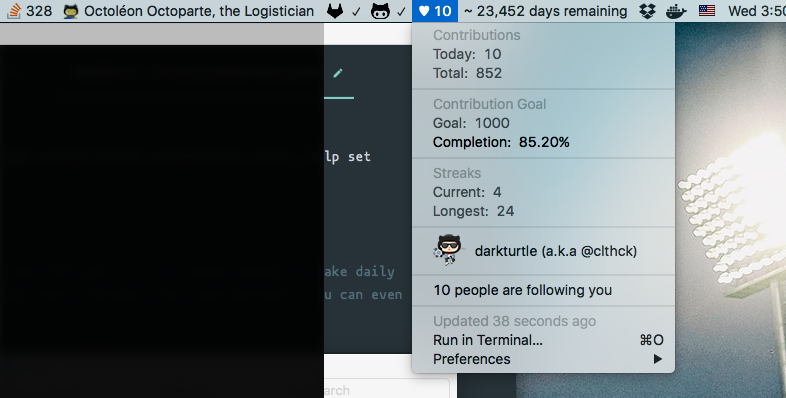 328 Octoléon Octoparte, the Logistician ✓ ✓ ♥ 10 ~ 23,452 days remaining Wed 3:50
Contributions
Today: 10
Total: 852
Contribution Goal
Goal: 1000
Completion: 85.20%
Streaks
Current: 4
Longest: 24
darkturtle (a.k.a @clthck)
10 people are following you
Updated 38 seconds ago
Run in Terminal... ⌘O
Preferences ▶
lp set
ake daily
u can even
arch